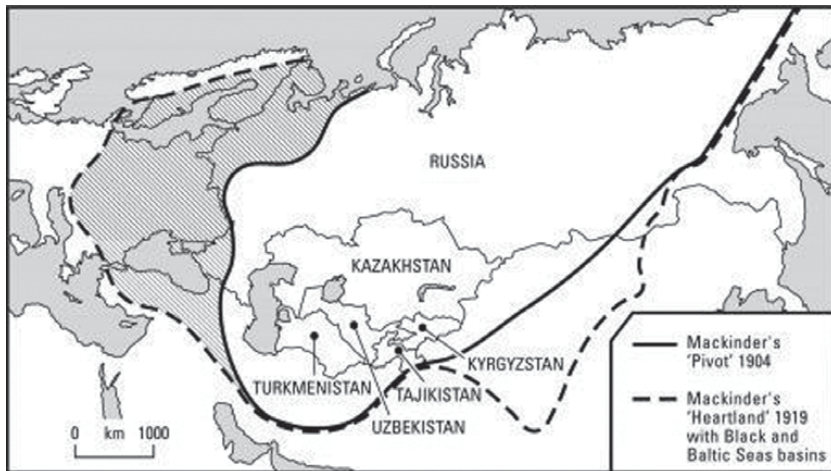 RUSSIA
KAZAKHSTAN
KYRGYZSTAN
TURKMENISTAN
TAJIKISTAN
UZBEKISTAN
0 km 1000
Mackinder's
'Pivot' 1904
Mackinder's
'Heartland' 1919
with Black and
Baltic Seas basins